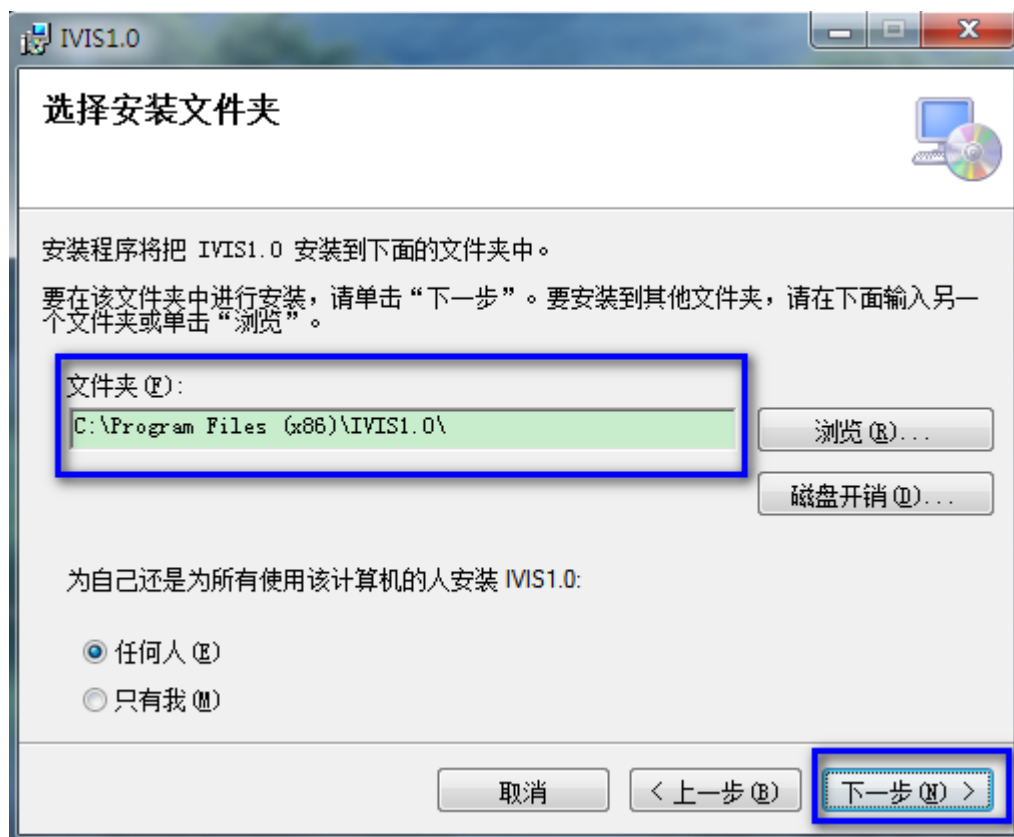 IVIS1.0
选择安装文件夹
安装程序将把 IVIS1.0 安装到下面的文件夹中。
要在该文件夹中进行安装，请单击“下一步”。要安装到其他文件夹，请在下面输入另一
个文件夹或单击“浏览”。
文件夹(F):
C:\Program Files (x86)\IVIS1.0\
浏览(R)...
磁盘开销(D)...
为自己还是为所有使用该计算机的人安装 IVIS1.0:
任何人(E)
只有我(M)
取消
< 上一步(B)
下一步(N) >